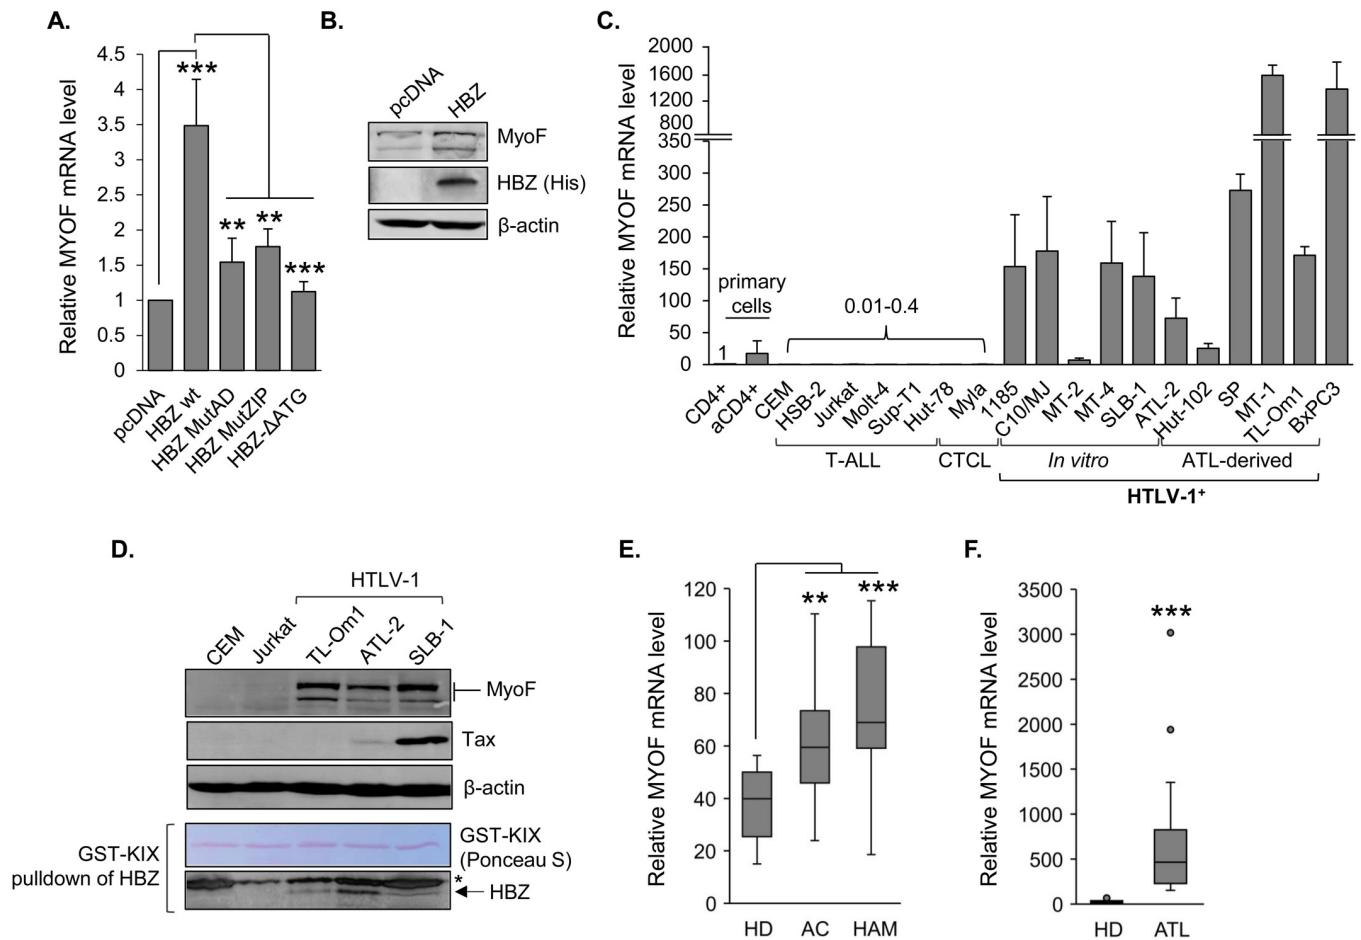 A.
Relative MYOF mRNA level
4.5
4
3.5
3
2.5
2
1.5
1
0.5
0
***
**
**
***
pcDNA
HBZ wt
HBZ MutAD
HBZ MutZIP
HBZ-ΔATG
B.
pcDNA
HBZ
MyoF
HBZ (His)
β-actin
C.
Relative MYOF mRNA level
2000
1600
1200
800
350
300
250
200
150
100
50
0
primary
cells
1
0.01-0.4
CD4+
aCD4+
CEM
HSB-2
Jurkat
Molt-4
Sup-T1
Hut-78
Myla
1185
C10/MJ
MT-2
MT-4
SLB-1
ATL-2
Hut-102
SP
MT-1
TL-Om1
BxPC3
T-ALL
CTCL
In vitro
ATL-derived
HTLV-1+
D.
HTLV-1
CEM
Jurkat
TL-Om1
ATL-2
SLB-1
MyoF
Tax
β-actin
GST-KIX
(Ponceau S)
GST-KIX
pulldown of HBZ
*
HBZ
E.
Relative MYOF mRNA level
120
100
80
60
40
20
0
**
***
HD
AC
HAM
F.
Relative MYOF mRNA level
3500
3000
2500
2000
1500
1000
500
0
***
HD
ATL